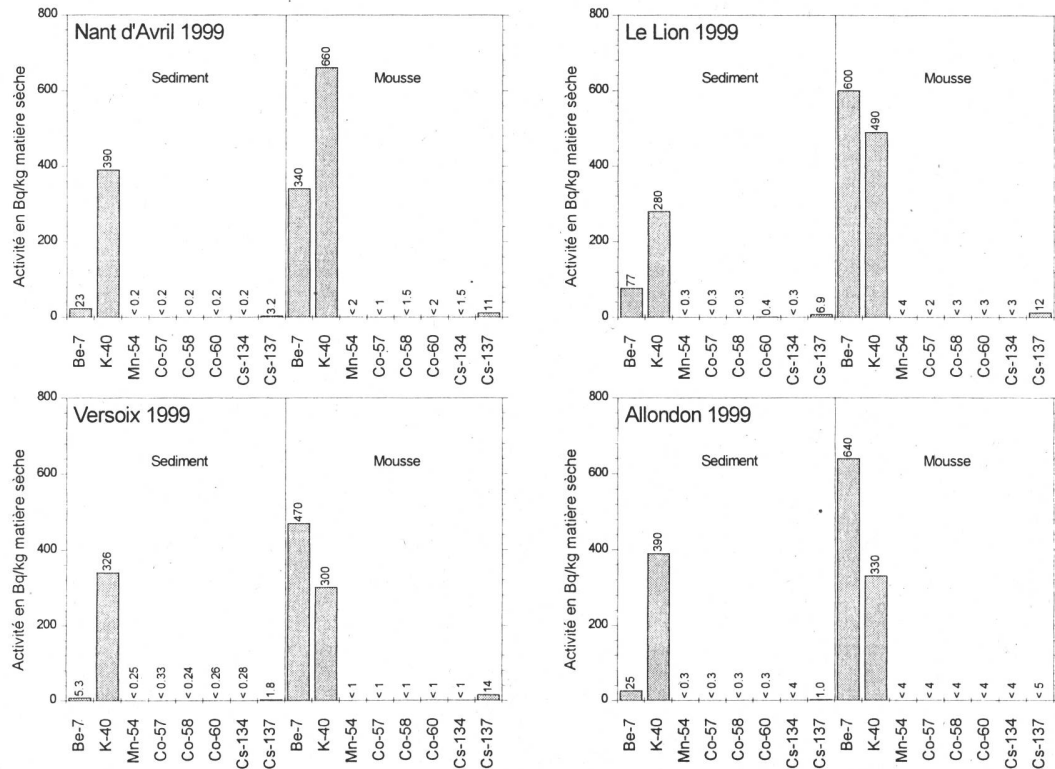 Nant d'Avril 1999
Sediment
Mousse
Activité en Bq/kg matière sèche
800
600
400
200
0
23
390
< 0.2
< 0.2
< 0.2
< 0.2
< 0.2
3.2
340
660
< 2
< 1
< 1.5
< 2
< 1.5
11
Be-7
K-40
Mn-54
Co-57
Co-58
Co-60
Cs-134
Cs-137
Be-7
K-40
Mn-54
Co-57
Co-58
Co-60
Cs-134
Cs-137
Le Lion 1999
Sediment
Mousse
Activité en Bq/kg matière sèche
800
600
400
200
0
77
280
< 0.3
< 0.3
< 0.3
0.4
< 0.3
6.9
600
490
< 4
< 2
< 3
< 3
< 3
12
Be-7
K-40
Mn-54
Co-57
Co-58
Co-60
Cs-134
Cs-137
Be-7
K-40
Mn-54
Co-57
Co-58
Co-60
Cs-134
Cs-137
Versoix 1999
Sediment
Mousse
Activité en Bq/kg matière sèche
800
600
400
200
0
5.3
326
< 0.25
< 0.33
< 0.24
< 0.26
< 0.28
1.8
470
300
< 1
< 1
< 1
< 1
< 1
14
Be-7
K-40
Mn-54
Co-57
Co-58
Co-60
Cs-134
Cs-137
Be-7
K-40
Mn-54
Co-57
Co-58
Co-60
Cs-134
Cs-137
Allondon 1999
Sediment
Mousse
Activité en Bq/kg matière sèche
800
600
400
200
0
25
390
< 0.3
< 0.3
< 0.3
< 0.3
< 4
1.0
640
330
< 4
< 4
< 4
< 4
< 4
< 5
Be-7
K-40
Mn-54
Co-57
Co-58
Co-60
Cs-134
Cs-137
Be-7
K-40
Mn-54
Co-57
Co-58
Co-60
Cs-134
Cs-137